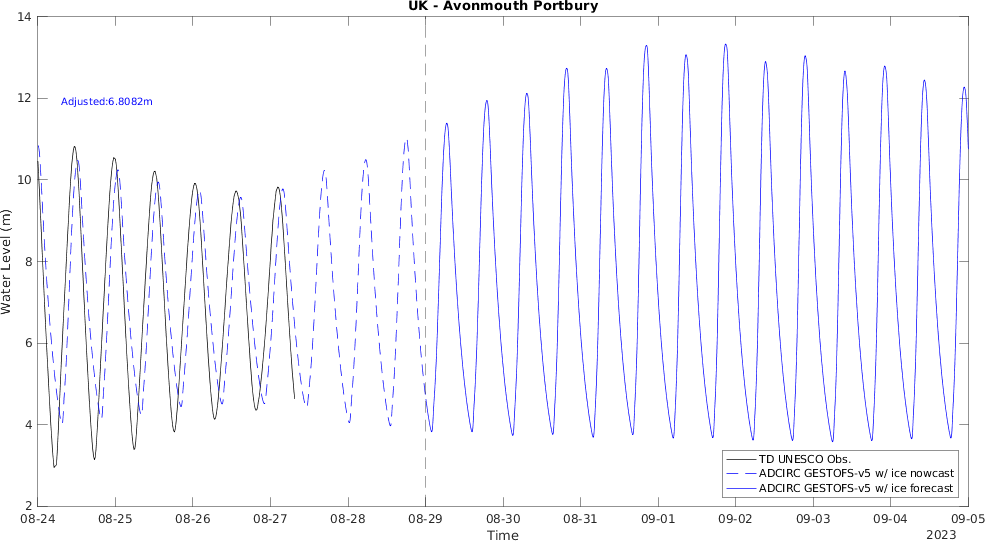 UK - Avonmouth Portbury
14
12
10
8
6
4
2
Water Level (m)
Adjusted:6.8082m
TD UNESCO Obs.
ADCIRC GESTOFS-v5 w/ ice nowcast
ADCIRC GESTOFS-v5 w/ ice forecast
08-24 08-25 08-26 08-27 08-28 08-29 08-30 08-31 09-01 09-02 09-03 09-04 09-05
Time
2023